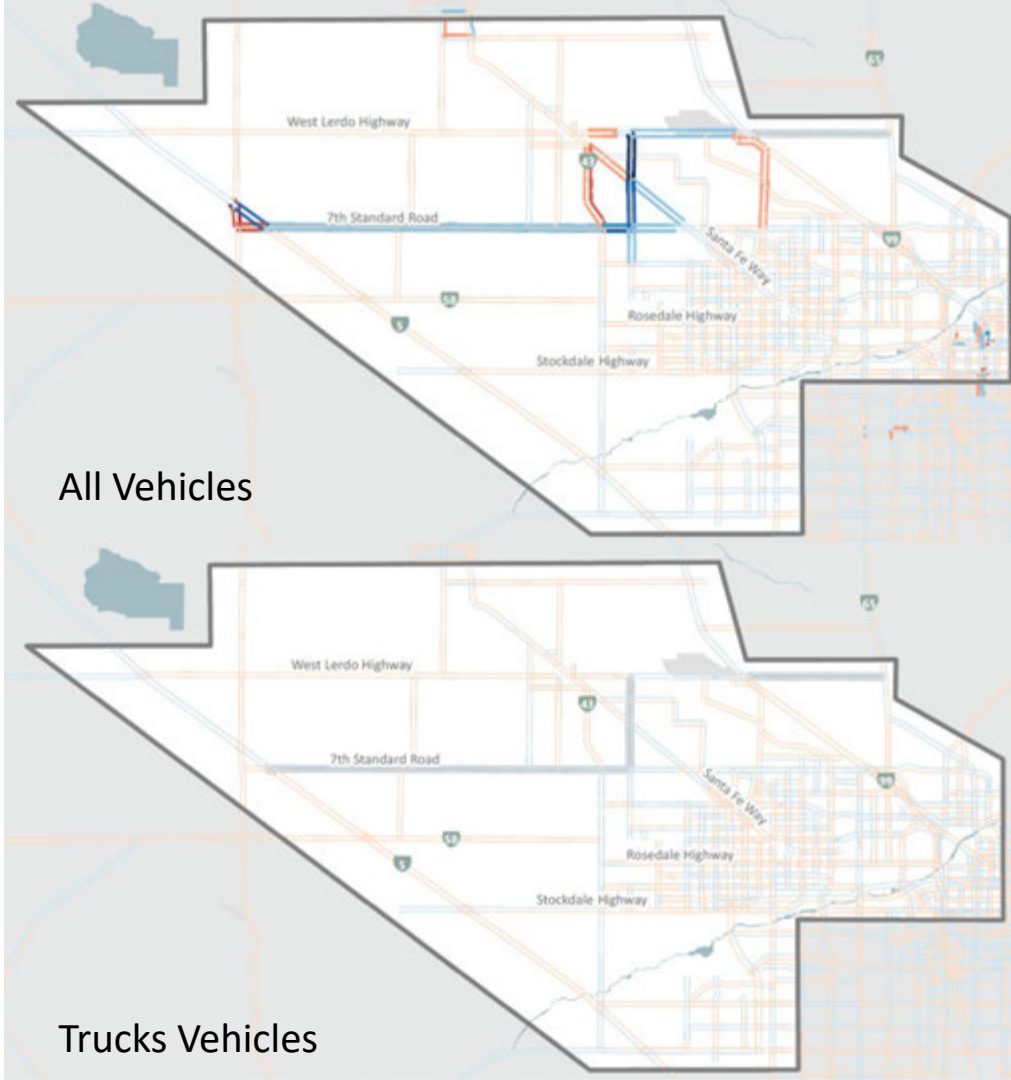 65
West Lerdo Highway
43
7th Standard Road
Santa Fe Way
99
58
Rosedale Highway
5
Stockdale Highway
All Vehicles
65
West Lerdo Highway
43
7th Standard Road
Santa Fe Way
99
58
Rosedale Highway
5
Stockdale Highway
Trucks Vehicles